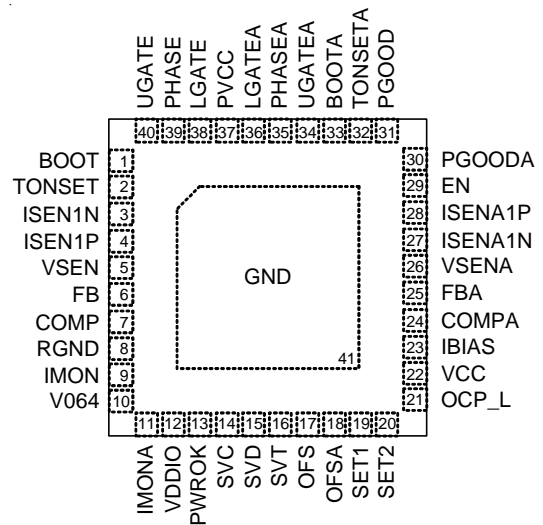 UGATE
PHASE
LGATE
PVCC
LGATEA
PHASEA
UGATEA
BOOTA
TONSETA
PGOOD
40 39 38 37 36 35 34 33 32 31
BOOT 1
TONSET 2
ISEN1N 3
ISEN1P 4
VSEN 5
FB 6
COMP 7
RGND 8
IMON 9
V064 10
GND
41
30 PGOODA
29 EN
28 ISENA1P
27 ISENA1N
26 VSENA
25 FBA
24 COMPA
23 IBIAS
22 VCC
21 OCP_L
11 12 13 14 15 16 17 18 19 20
IMONA
VDDIO
PWROK
SVC
SVD
SVT
OFS
OFSA
SET1
SET2